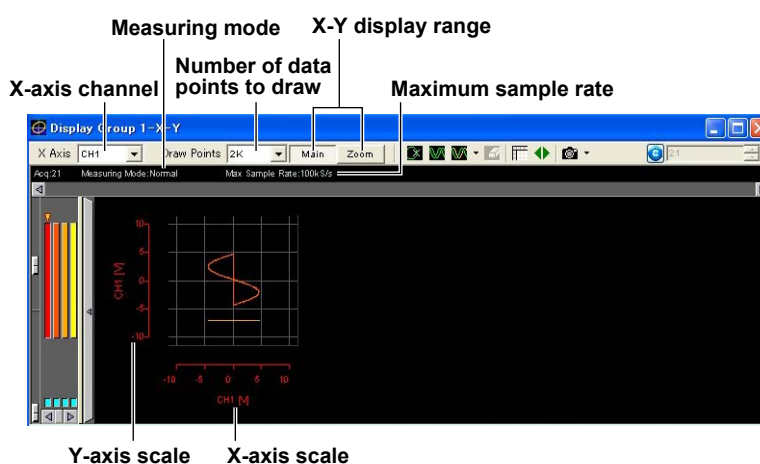 Measuring mode
X-Y display range
X-axis channel
Number of data
points to draw
Maximum sample rate
Display Group 1-X-Y
X Axis CH1 Draw Points 2K Main Zoom 21
Acq:21 Measuring Mode:Normal Max Sample Rate:100kS/s
10
5
0
-5
-10
CH1 [V]
-10 -5 0 5 10
CH1 [V]
Y-axis scale
X-axis scale